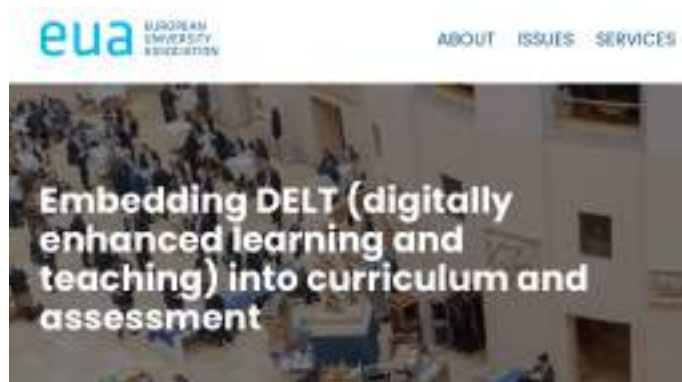 eua
EUROPEAN
UNIVERSITY
ASSOCIATION
ABOUT ISSUES SERVICES
Embedding DELT (digitally
enhanced learning and
teaching) into curriculum and
assessment